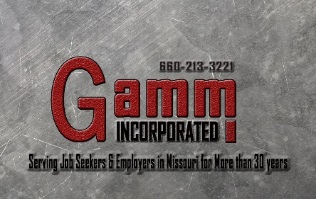 660-213-3221
Gamm
INCORPORATED
Serving Job Seekers & Employers in Missouri for More than 30 years